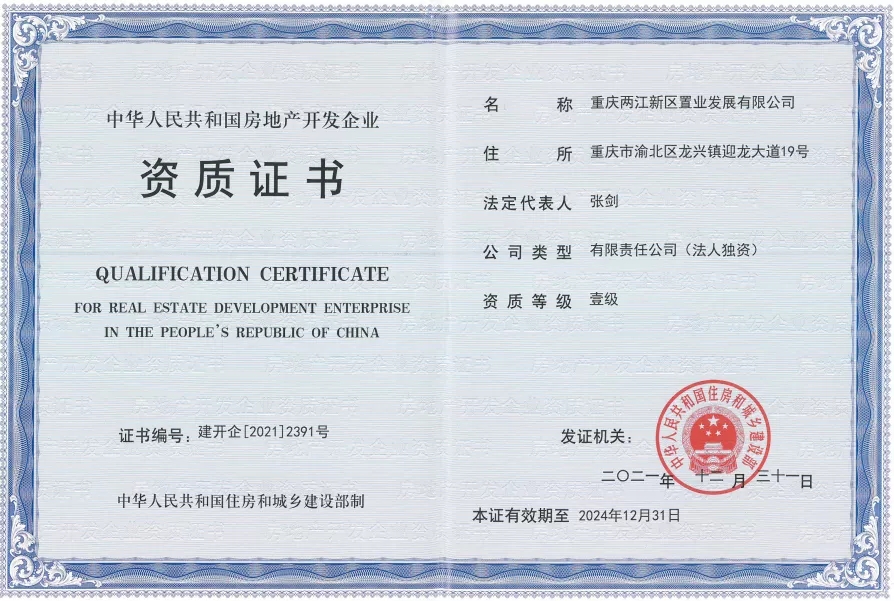 中华人民共和国房地产开发企业
资质证书
QUALIFICATION CERTIFICATE
FOR REAL ESTATE DEVELOPMENT ENTERPRISE
IN THE PEOPLE'S REPUBLIC OF CHINA
证书编号：建开企[2021]2391号
中华人民共和国住房和城乡建设部制
名称 重庆两江新区置业发展有限公司
住所 重庆市渝北区龙兴镇迎龙大道19号
法定代表人 张剑
公司类型 有限责任公司（法人独资）
资质等级 壹级
发证机关：
中华人民共和国住房和城乡建设部
二〇二一年 十二月 三十一日
本证有效期至 2024年12月31日